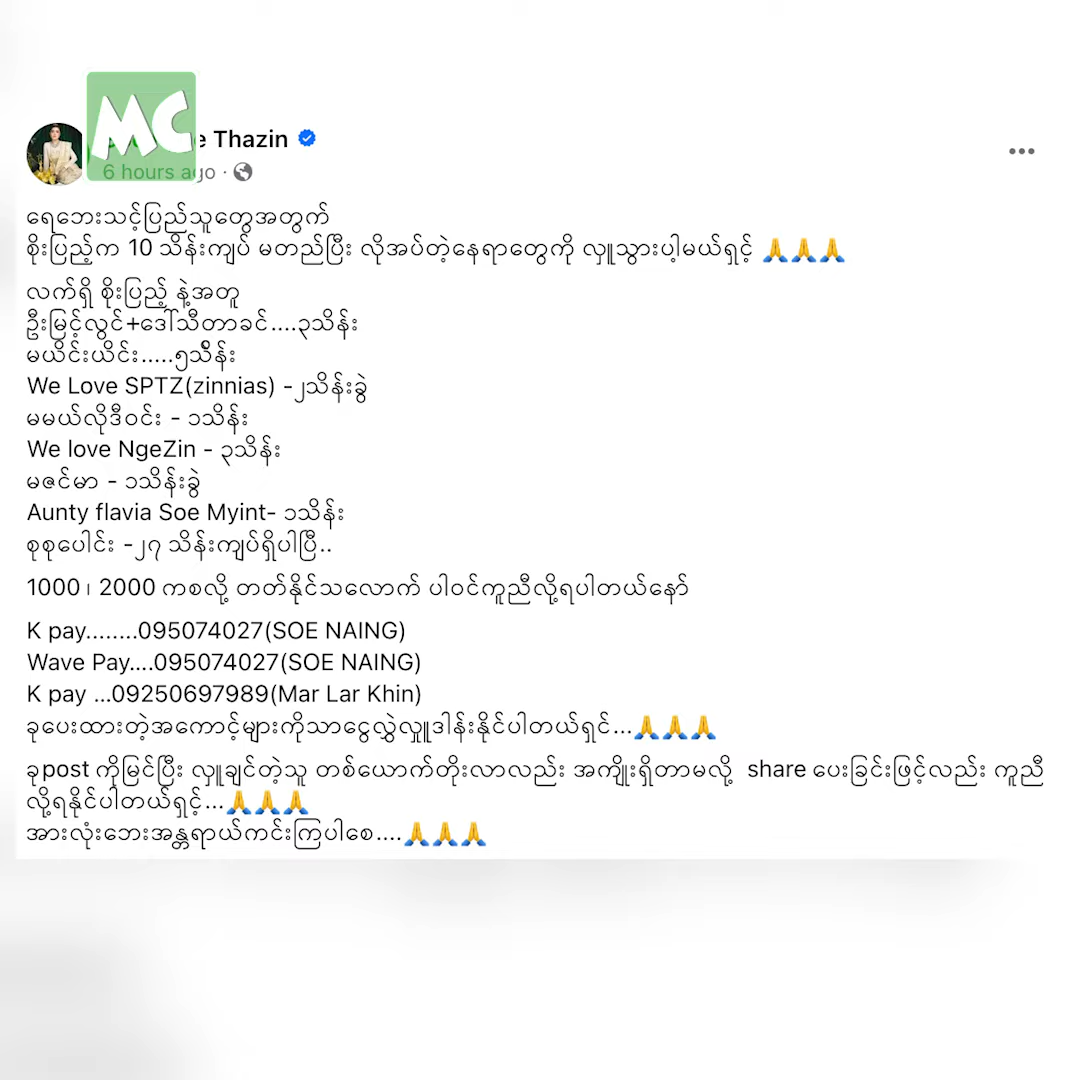 MC
Thazin
6 hours ago
ရေဘေးသင့်ပြည်သူတွေအတွက်
စိုးပြည့်က 10 သိန်းကျပ် မတည်ပြီး လိုအပ်တဲ့နေရာတွေကို လှူသွားပါ့မယ်ရှင့် 🙏🙏🙏
လက်ရှိ စိုးပြည့် နဲ့အတူ
ဦးမြင့်လွင်+ဒေါ်သီတာခင်....၃သိန်း
မယိင်းယိင်း.....၅သိန်း
We Love SPTZ(zinnias) -၂သိန်းခွဲ
မမယ်လိုဒီဝင်း - ၁သိန်း
We love NgeZin - ၃သိန်း
မဇင်မာ - ၁သိန်းခွဲ
Aunty flavia Soe Myint- ၁သိန်း
စုစုပေါင်း -၂၇ သိန်းကျပ်ရှိပါပြီ..
1000၊ 2000 ကစလို့ တတ်နိုင်သလောက် ပါဝင်ကူညီလို့ရပါတယ်နော်
K pay........095074027(SOE NAING)
Wave Pay....095074027(SOE NAING)
K pay ...09250697989(Mar Lar Khin)
ခုပေးထားတဲ့အကောင့်များကိုသာငွေလွှဲလှူဒါန်းနိုင်ပါတယ်ရှင်...🙏🙏🙏
ခုpost ကိုမြင်ပြီး လှူချင်တဲ့သူ တစ်ယောက်တိုးလာလည်း အကျိုးရှိတာမလို့ share ပေးခြင်းဖြင့်လည်း ကူညီ
လို့ရနိုင်ပါတယ်ရှင့်...🙏🙏🙏
အားလုံးဘေးအန္တရာယ်ကင်းကြပါစေ....🙏🙏🙏